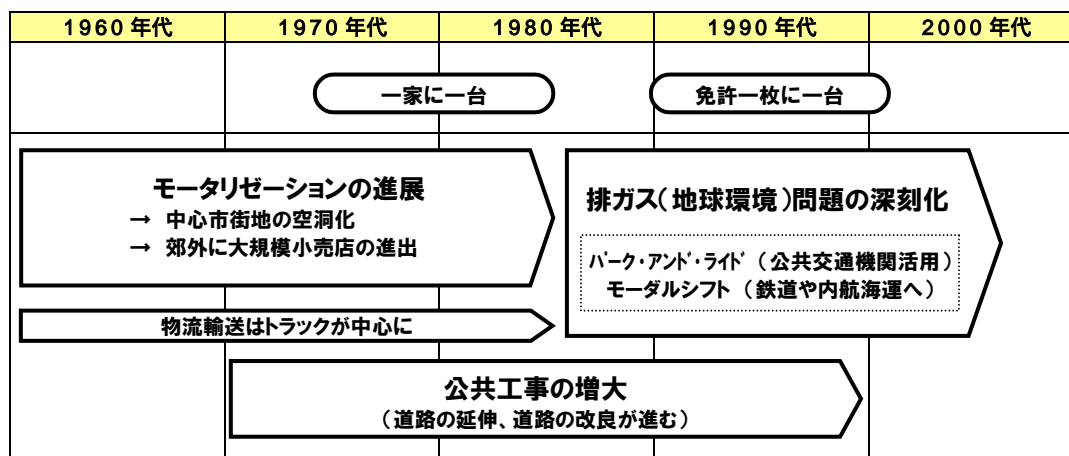 1960年代 1970年代 1980年代 1990年代 2000年代
一家に一台 免許一枚に一台
モータリゼーションの進展
→ 中心市街地の空洞化
→ 郊外に大規模小売店の進出
物流輸送はトラックが中心に
排ガス(地球環境)問題の深刻化
パーク・アンド・ライド(公共交通機関活用)
モーダルシフト(鉄道や内航海運へ)
公共工事の増大
(道路の延伸、道路の改良が進む)